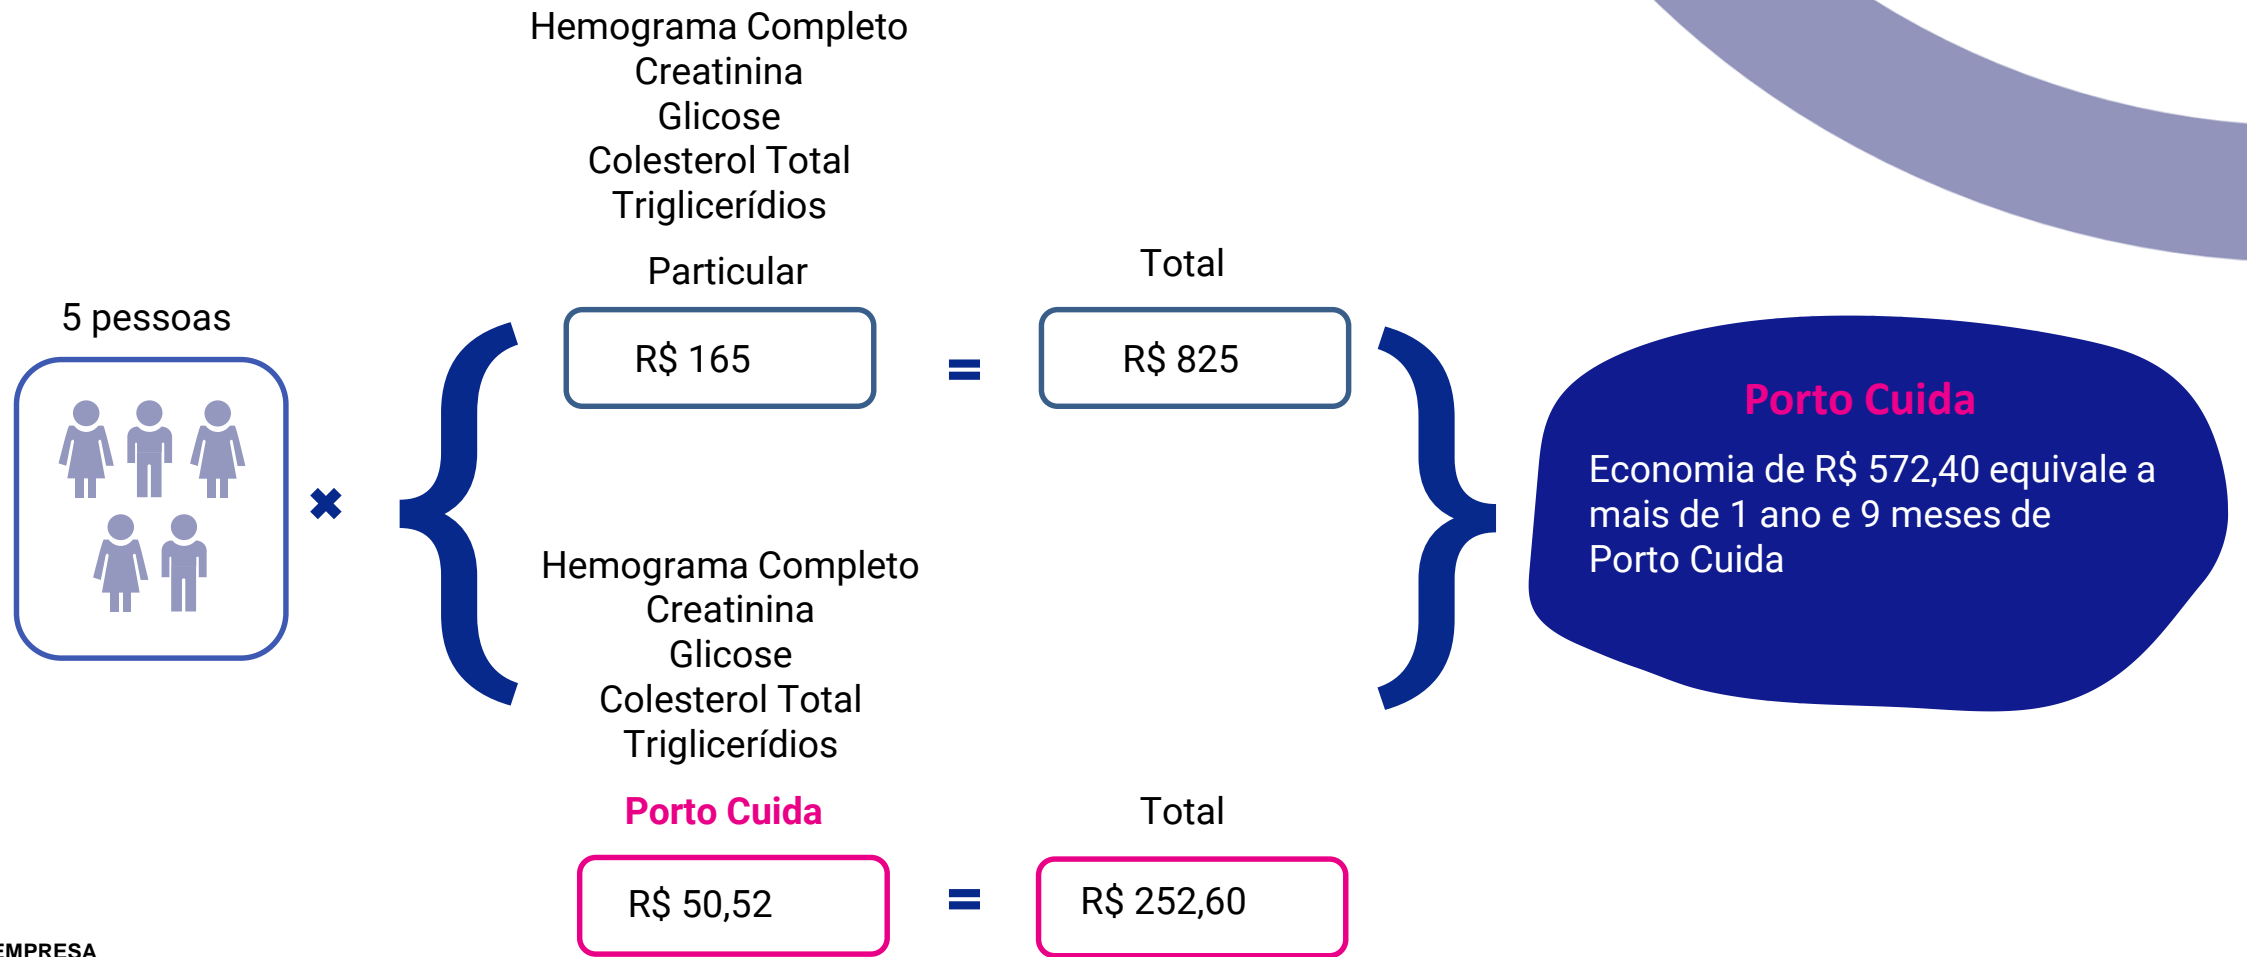 Hemograma Completo
Creatinina
Glicose
Colesterol Total
Triglicerídios
Particular
Total
5 pessoas
R$ 165
=
R$ 825
Porto Cuida
Economia de R$ 572,40 equivale a
mais de 1 ano e 9 meses de
Porto Cuida
Hemograma Completo
Creatinina
Glicose
Colesterol Total
Triglicerídios
Porto Cuida
Total
R$ 50,52
=
R$ 252,60
EMPRESA